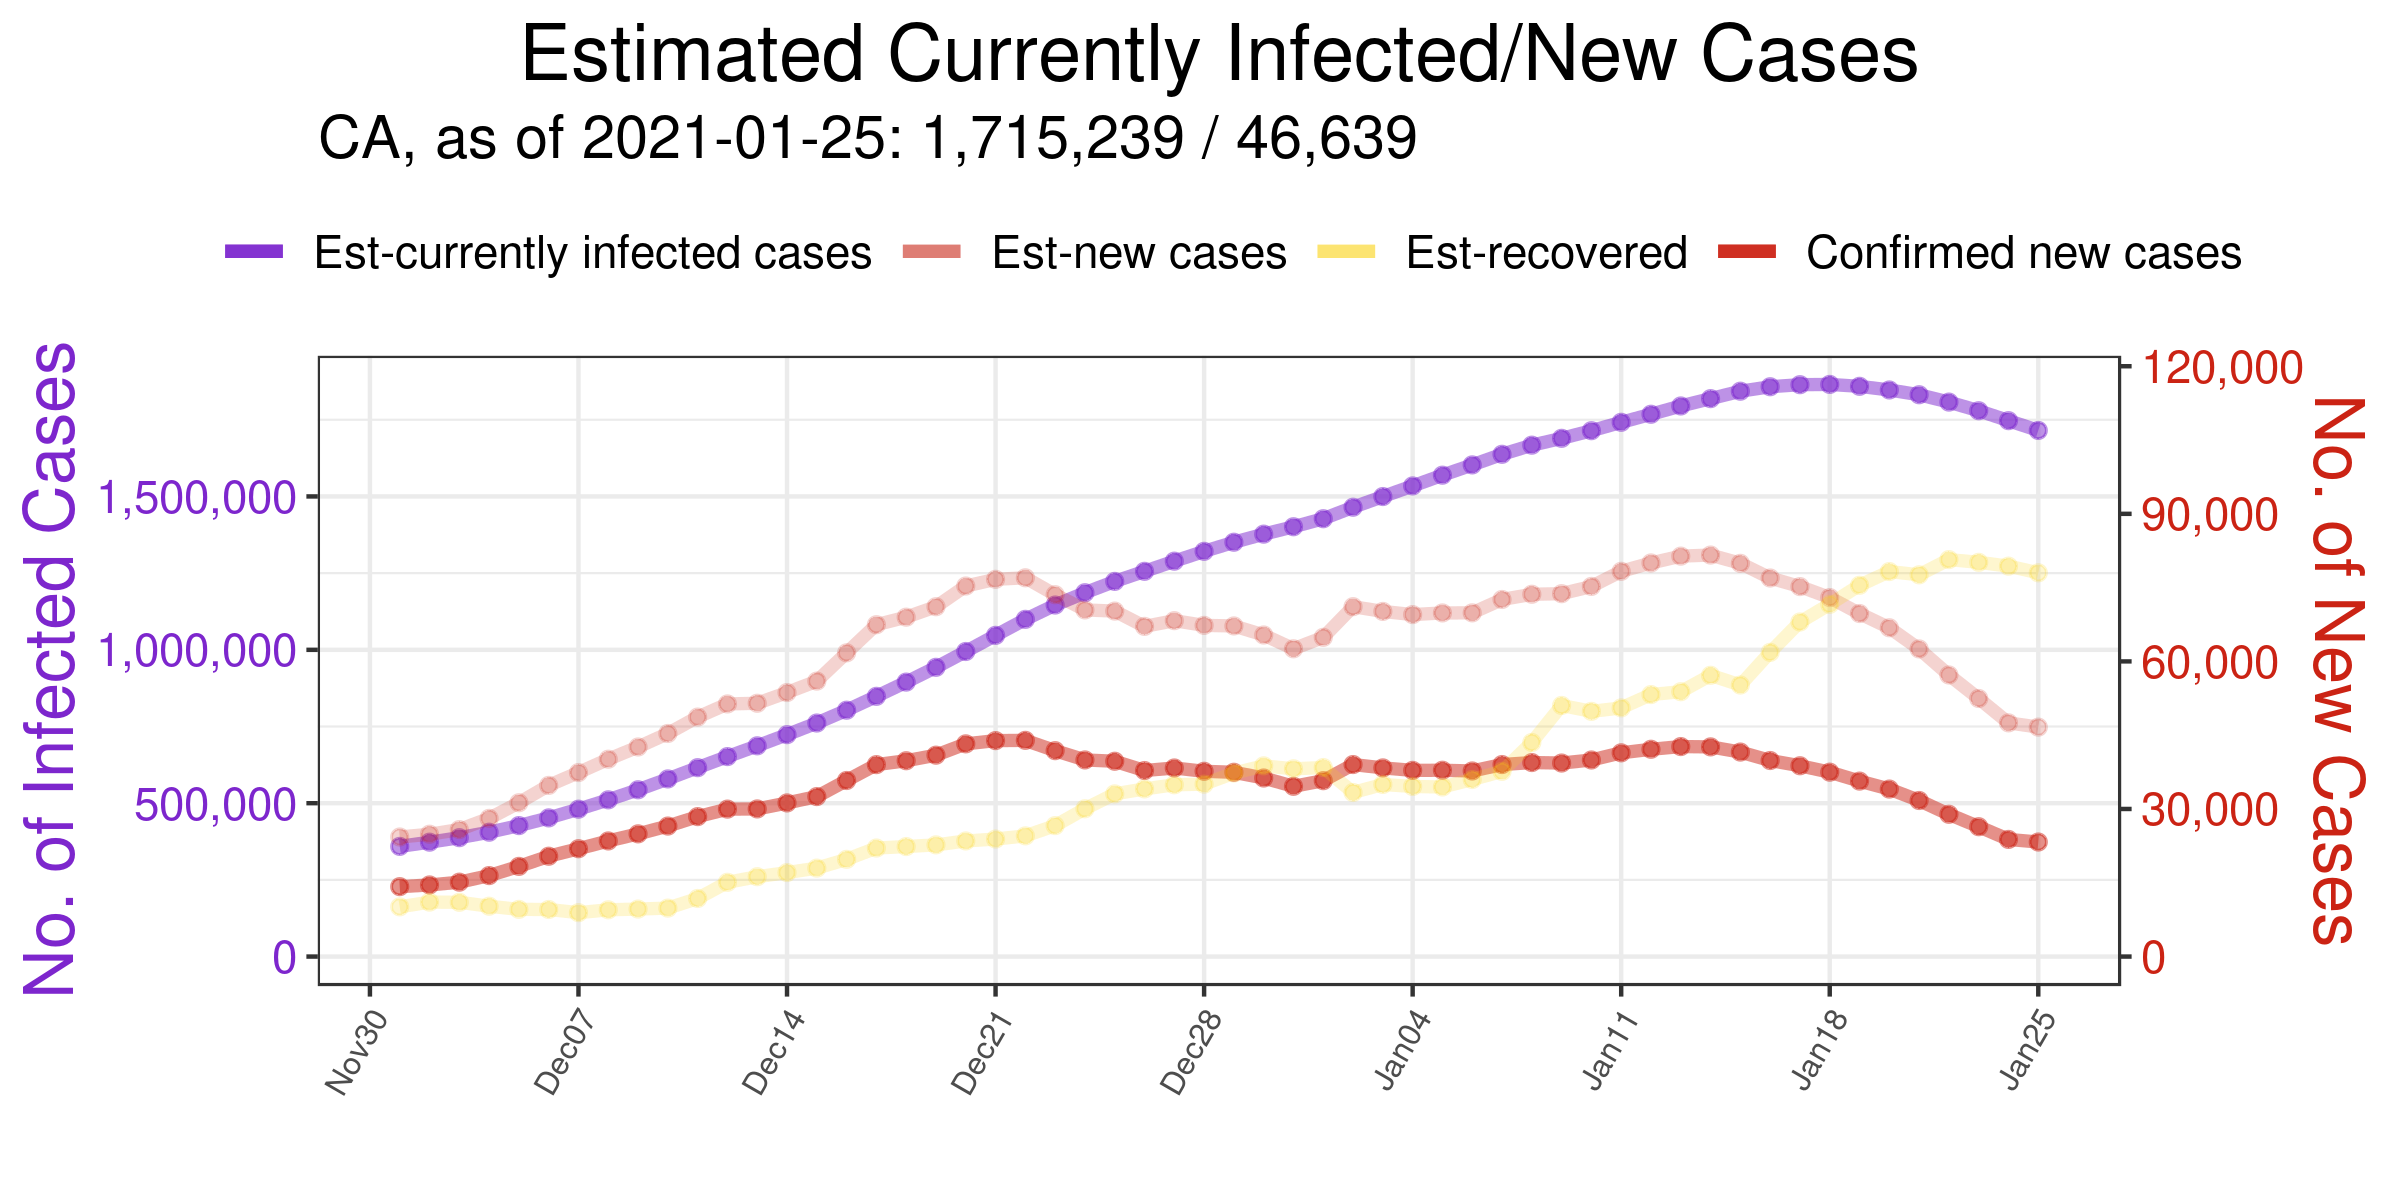 Estimated Currently Infected/New Cases
CA, as of 2021-01-25: 1,715,239 / 46,639
Est-currently infected cases Est-new cases Est-recovered Confirmed new cases
No. of Infected Cases
1,500,000
1,000,000
500,000
0
120,000
90,000
60,000
30,000
0
No. of New Cases
Nov30 Dec07 Dec14 Dec21 Dec28 Jan04 Jan11 Jan18 Jan25